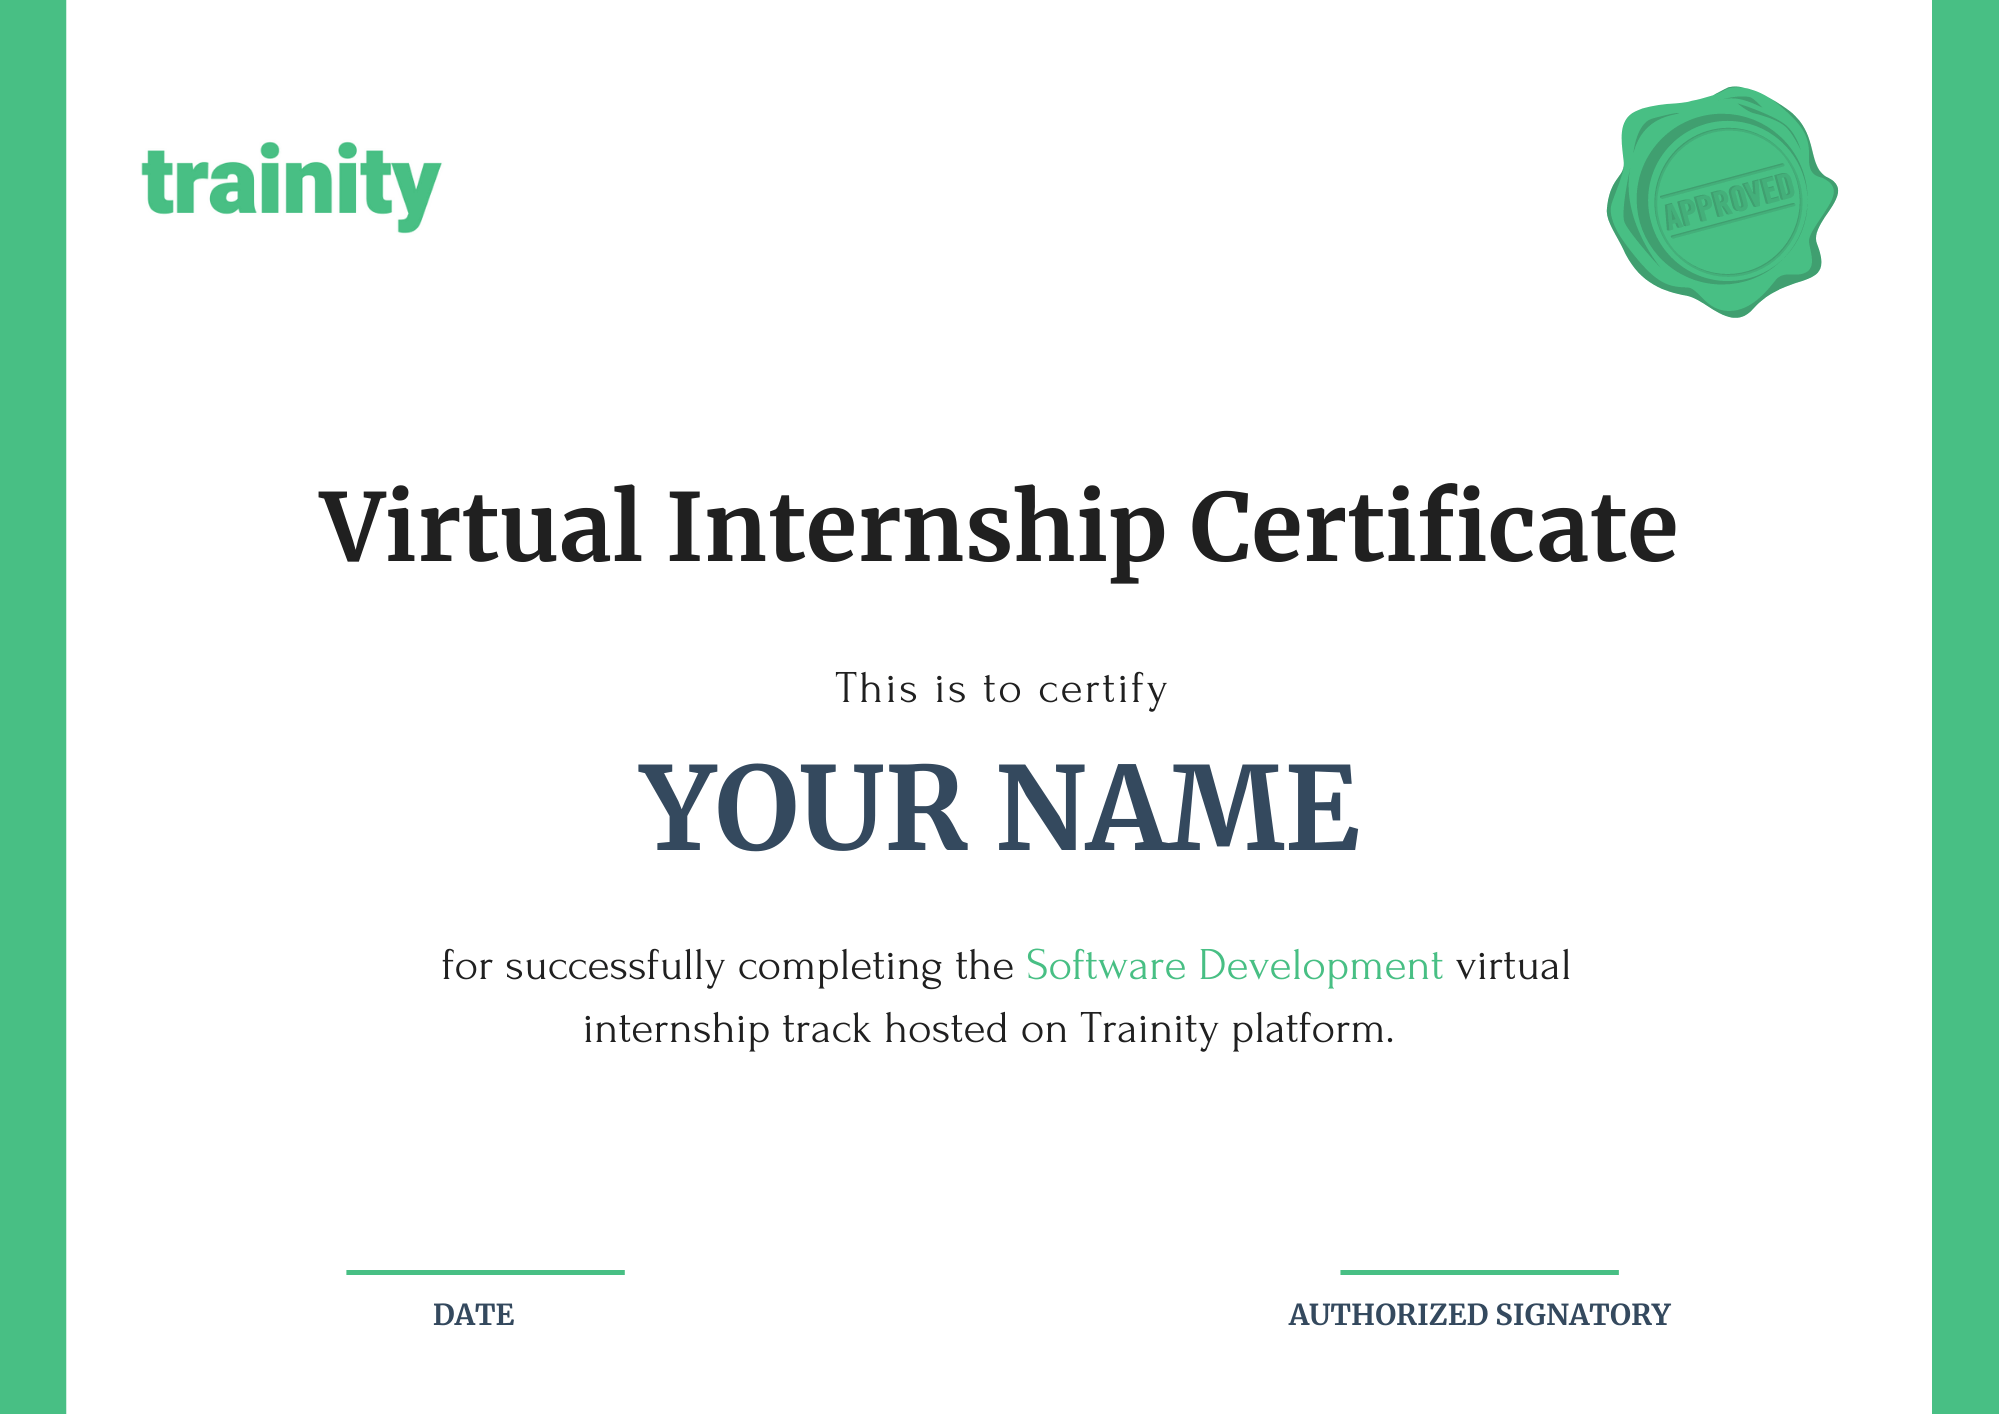 trainity
APPROVED
Virtual Internship Certificate
This is to certify
YOUR NAME
for successfully completing the Software Development virtual
internship track hosted on Trainity platform.
DATE
AUTHORIZED SIGNATORY